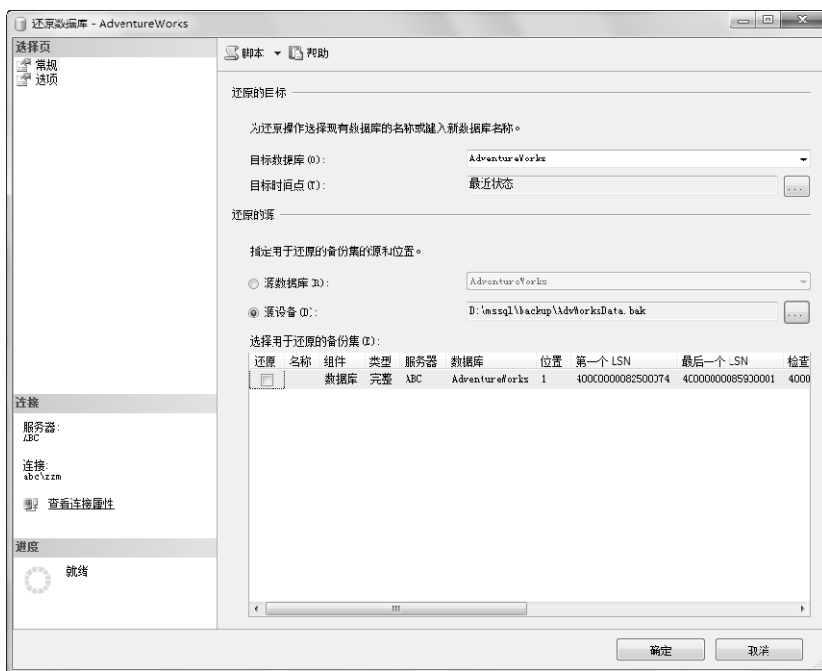 还原数据库 - AdventureWorks
选择页
常规
选项
脚本 帮助
还原的目标
为还原操作选择现有数据库的名称或键入新数据库名称。
目标数据库(O): AdventureWorks
目标时间点(T): 最近状态 ...
还原的源
指定用于还原的备份集的源和位置。
源数据库(R): AdventureWorks
源设备(D): D:\mssql\backup\AdvWorksData.bak ...
选择用于还原的备份集(E):
还原 名称 组件 类型 服务器 数据库 位置 第一个 LSN 最后一个 LSN 检查
数据库 完整 ABC AdventureWorks 1 40000000082500074 40000000085900001 4000
连接
服务器:
ABC
连接:
abc\zzm
查看连接属性
进度
就绪
确定 取消